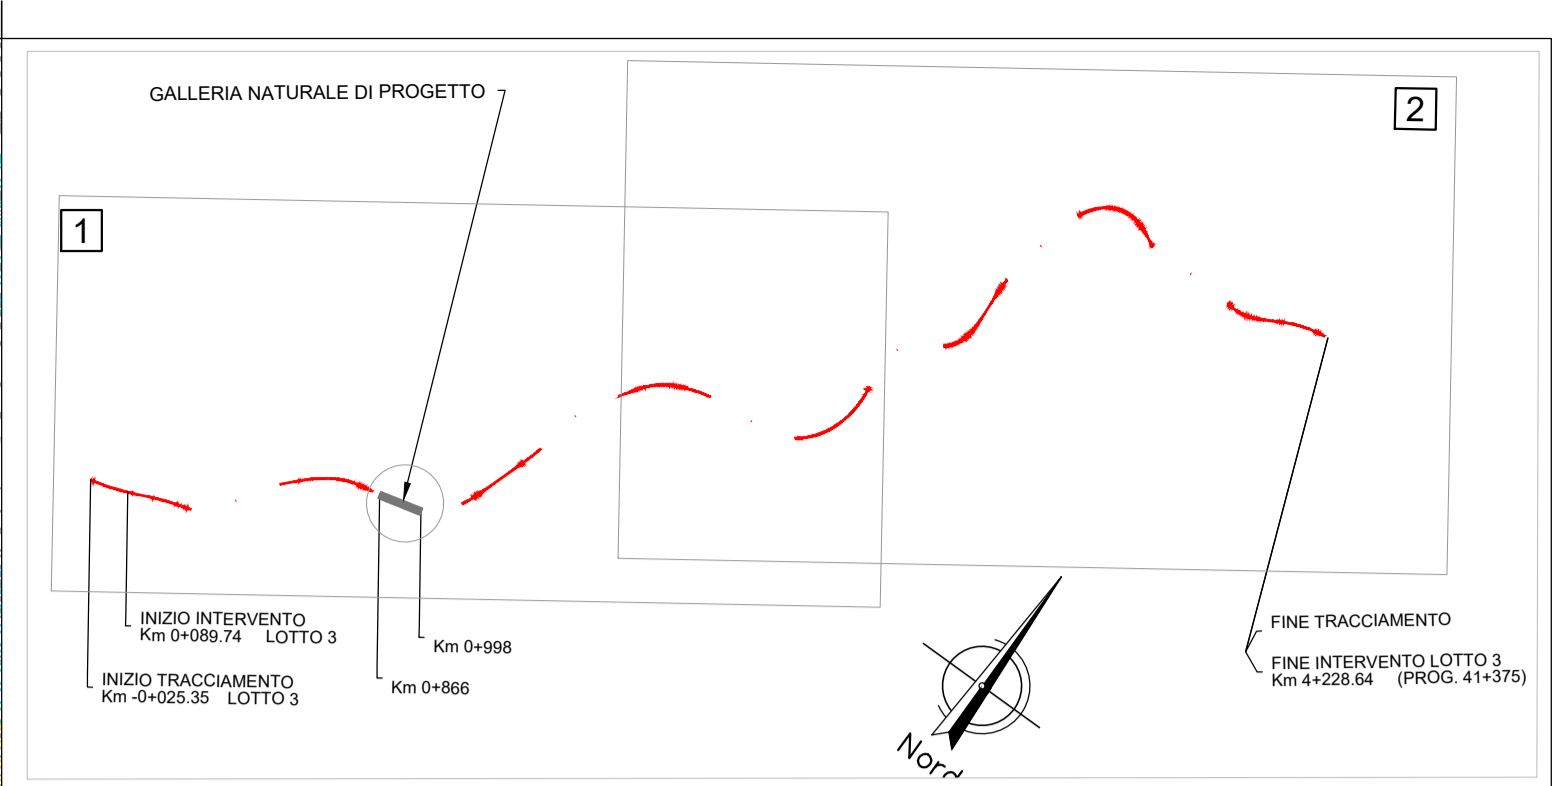 GALLERIA NATURALE DI PROGETTO
2
1
INIZIO INTERVENTO
Km 0+089.74 LOTTO 3
INIZIO TRACCIAMENTO
Km -0+025.35 LOTTO 3
Km 0+998
Km 0+866
Nord
FINE TRACCIAMENTO
FINE INTERVENTO LOTTO 3
Km 4+228.64 (PROG. 41+375)